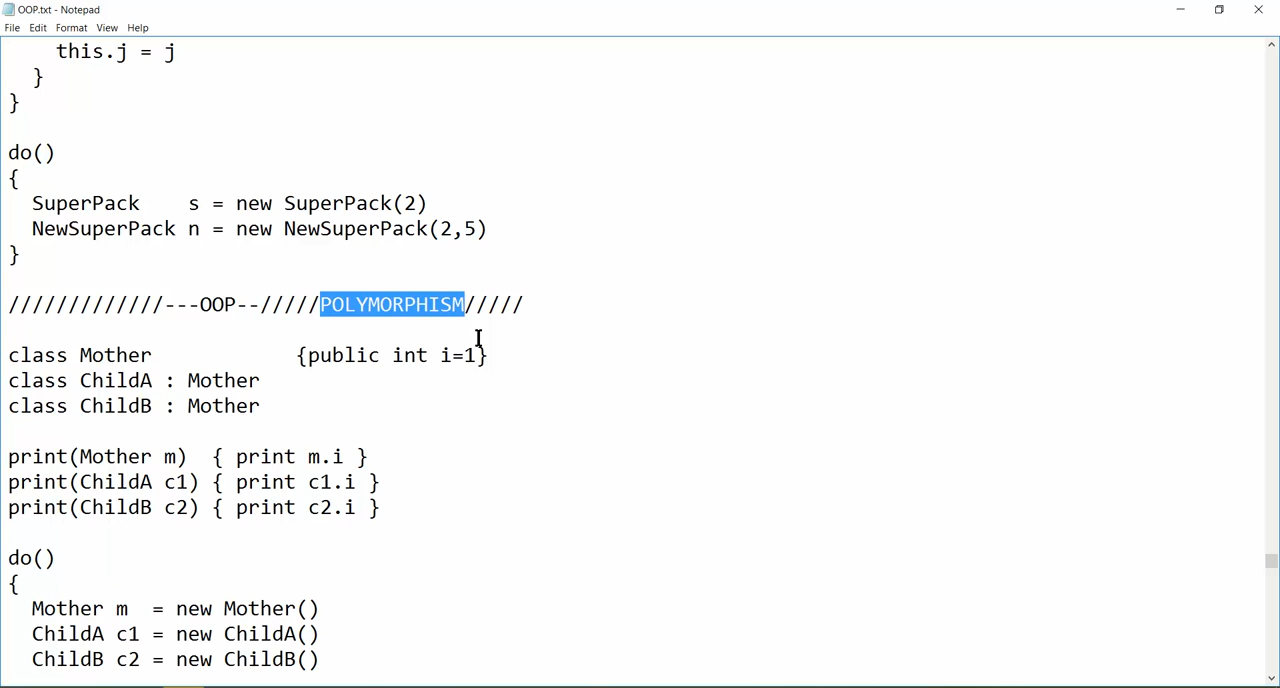 OOP.txt - Notepad
File Edit Format View Help
    this.j = j
  }
}

do()
{
  SuperPack    s = new SuperPack(2)
  NewSuperPack n = new NewSuperPack(2,5)
}

/////////////---OOP--/////POLYMORPHISM/////

class Mother            {public int i=1}
class ChildA : Mother
class ChildB : Mother

print(Mother m)  { print m.i }
print(ChildA c1) { print c1.i }
print(ChildB c2) { print c2.i }

do()
{
  Mother m  = new Mother()
  ChildA c1 = new ChildA()
  ChildB c2 = new ChildB()